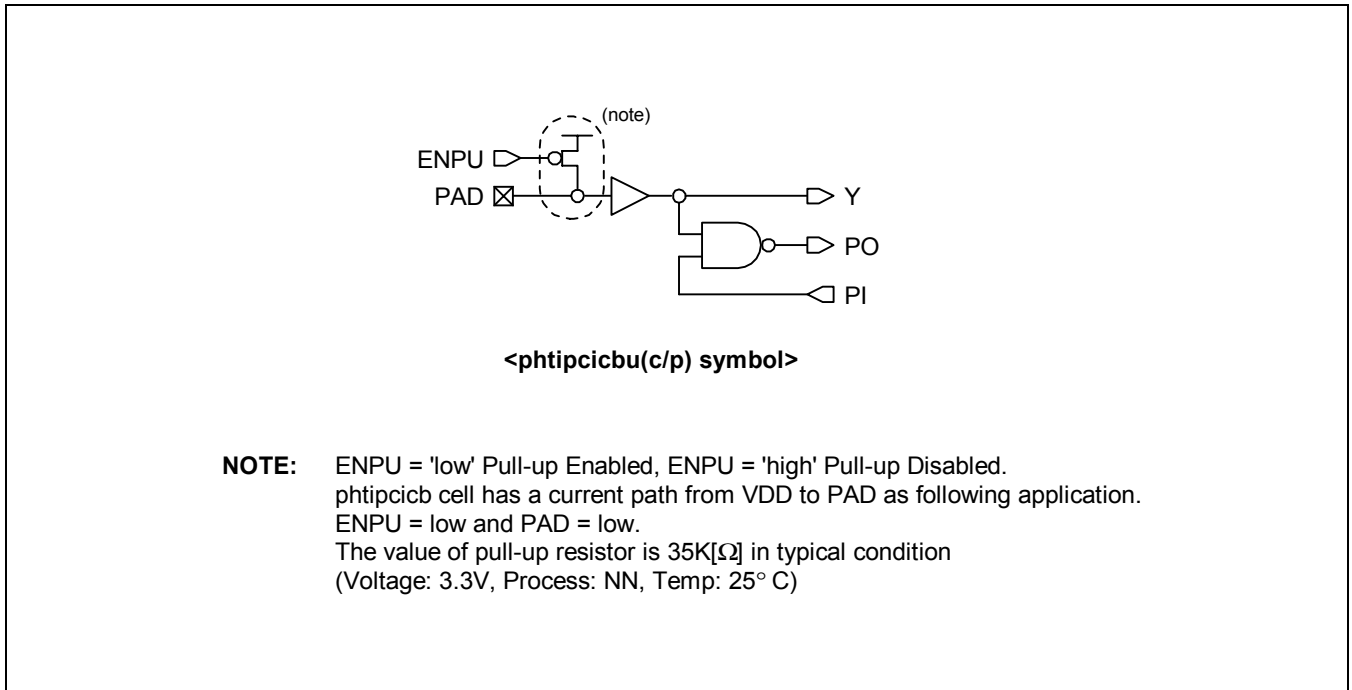 (note)
ENPU
PAD
Y
PO
PI
<phtipcicbu(c/p) symbol>
NOTE: ENPU = 'low' Pull-up Enabled, ENPU = 'high' Pull-up Disabled.
phtipcicb cell has a current path from VDD to PAD as following application.
ENPU = low and PAD = low.
The value of pull-up resistor is 35K[Ω] in typical condition
(Voltage: 3.3V, Process: NN, Temp: 25° C)